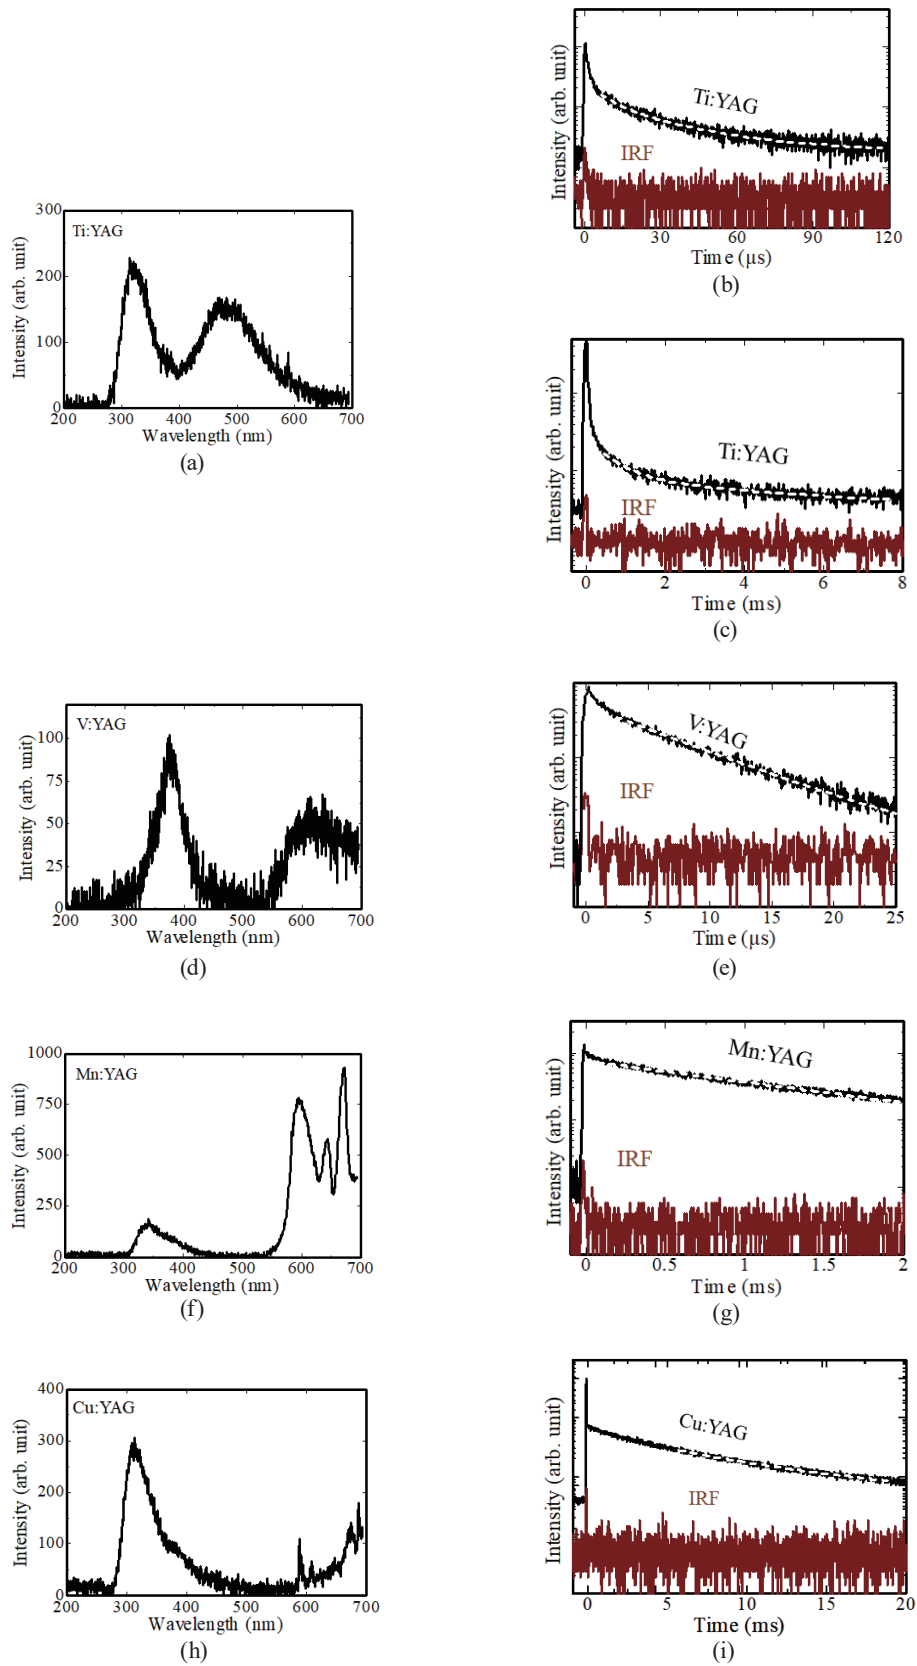 Intensity (arb. unit)
Ti:YAG
IRF
0 30 60 90 120
Time (μs)
(b)
Intensity (arb. unit)
300
200
100
0
Ti:YAG
200 300 400 500 600 700
Wavelength (nm)
(a)
Intensity (arb. unit)
Ti:YAG
IRF
0 2 4 6 8
Time (ms)
(c)
Intensity (arb. unit)
100
75
50
25
0
V:YAG
200 300 400 500 600 700
Wavelength (nm)
(d)
Intensity (arb. unit)
V:YAG
IRF
0 5 10 15 20 25
Time (μs)
(e)
Intensity (arb. unit)
1000
750
500
250
0
Mn:YAG
200 300 400 500 600 700
Wavelength (nm)
(f)
Intensity (arb. unit)
Mn:YAG
IRF
0 0.5 1 1.5 2
Time (ms)
(g)
Intensity (arb. unit)
400
300
200
100
0
Cu:YAG
200 300 400 500 600 700
Wavelength (nm)
(h)
Intensity (arb. unit)
Cu:YAG
IRF
0 5 10 15 20
Time (ms)
(i)